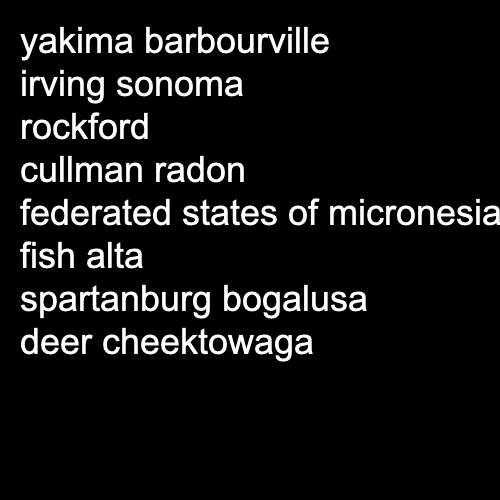 yakima barbourville
irving sonoma
rockford
cullman radon
federated states of micronesia
fish alta
spartanburg bogalusa
deer cheektowaga